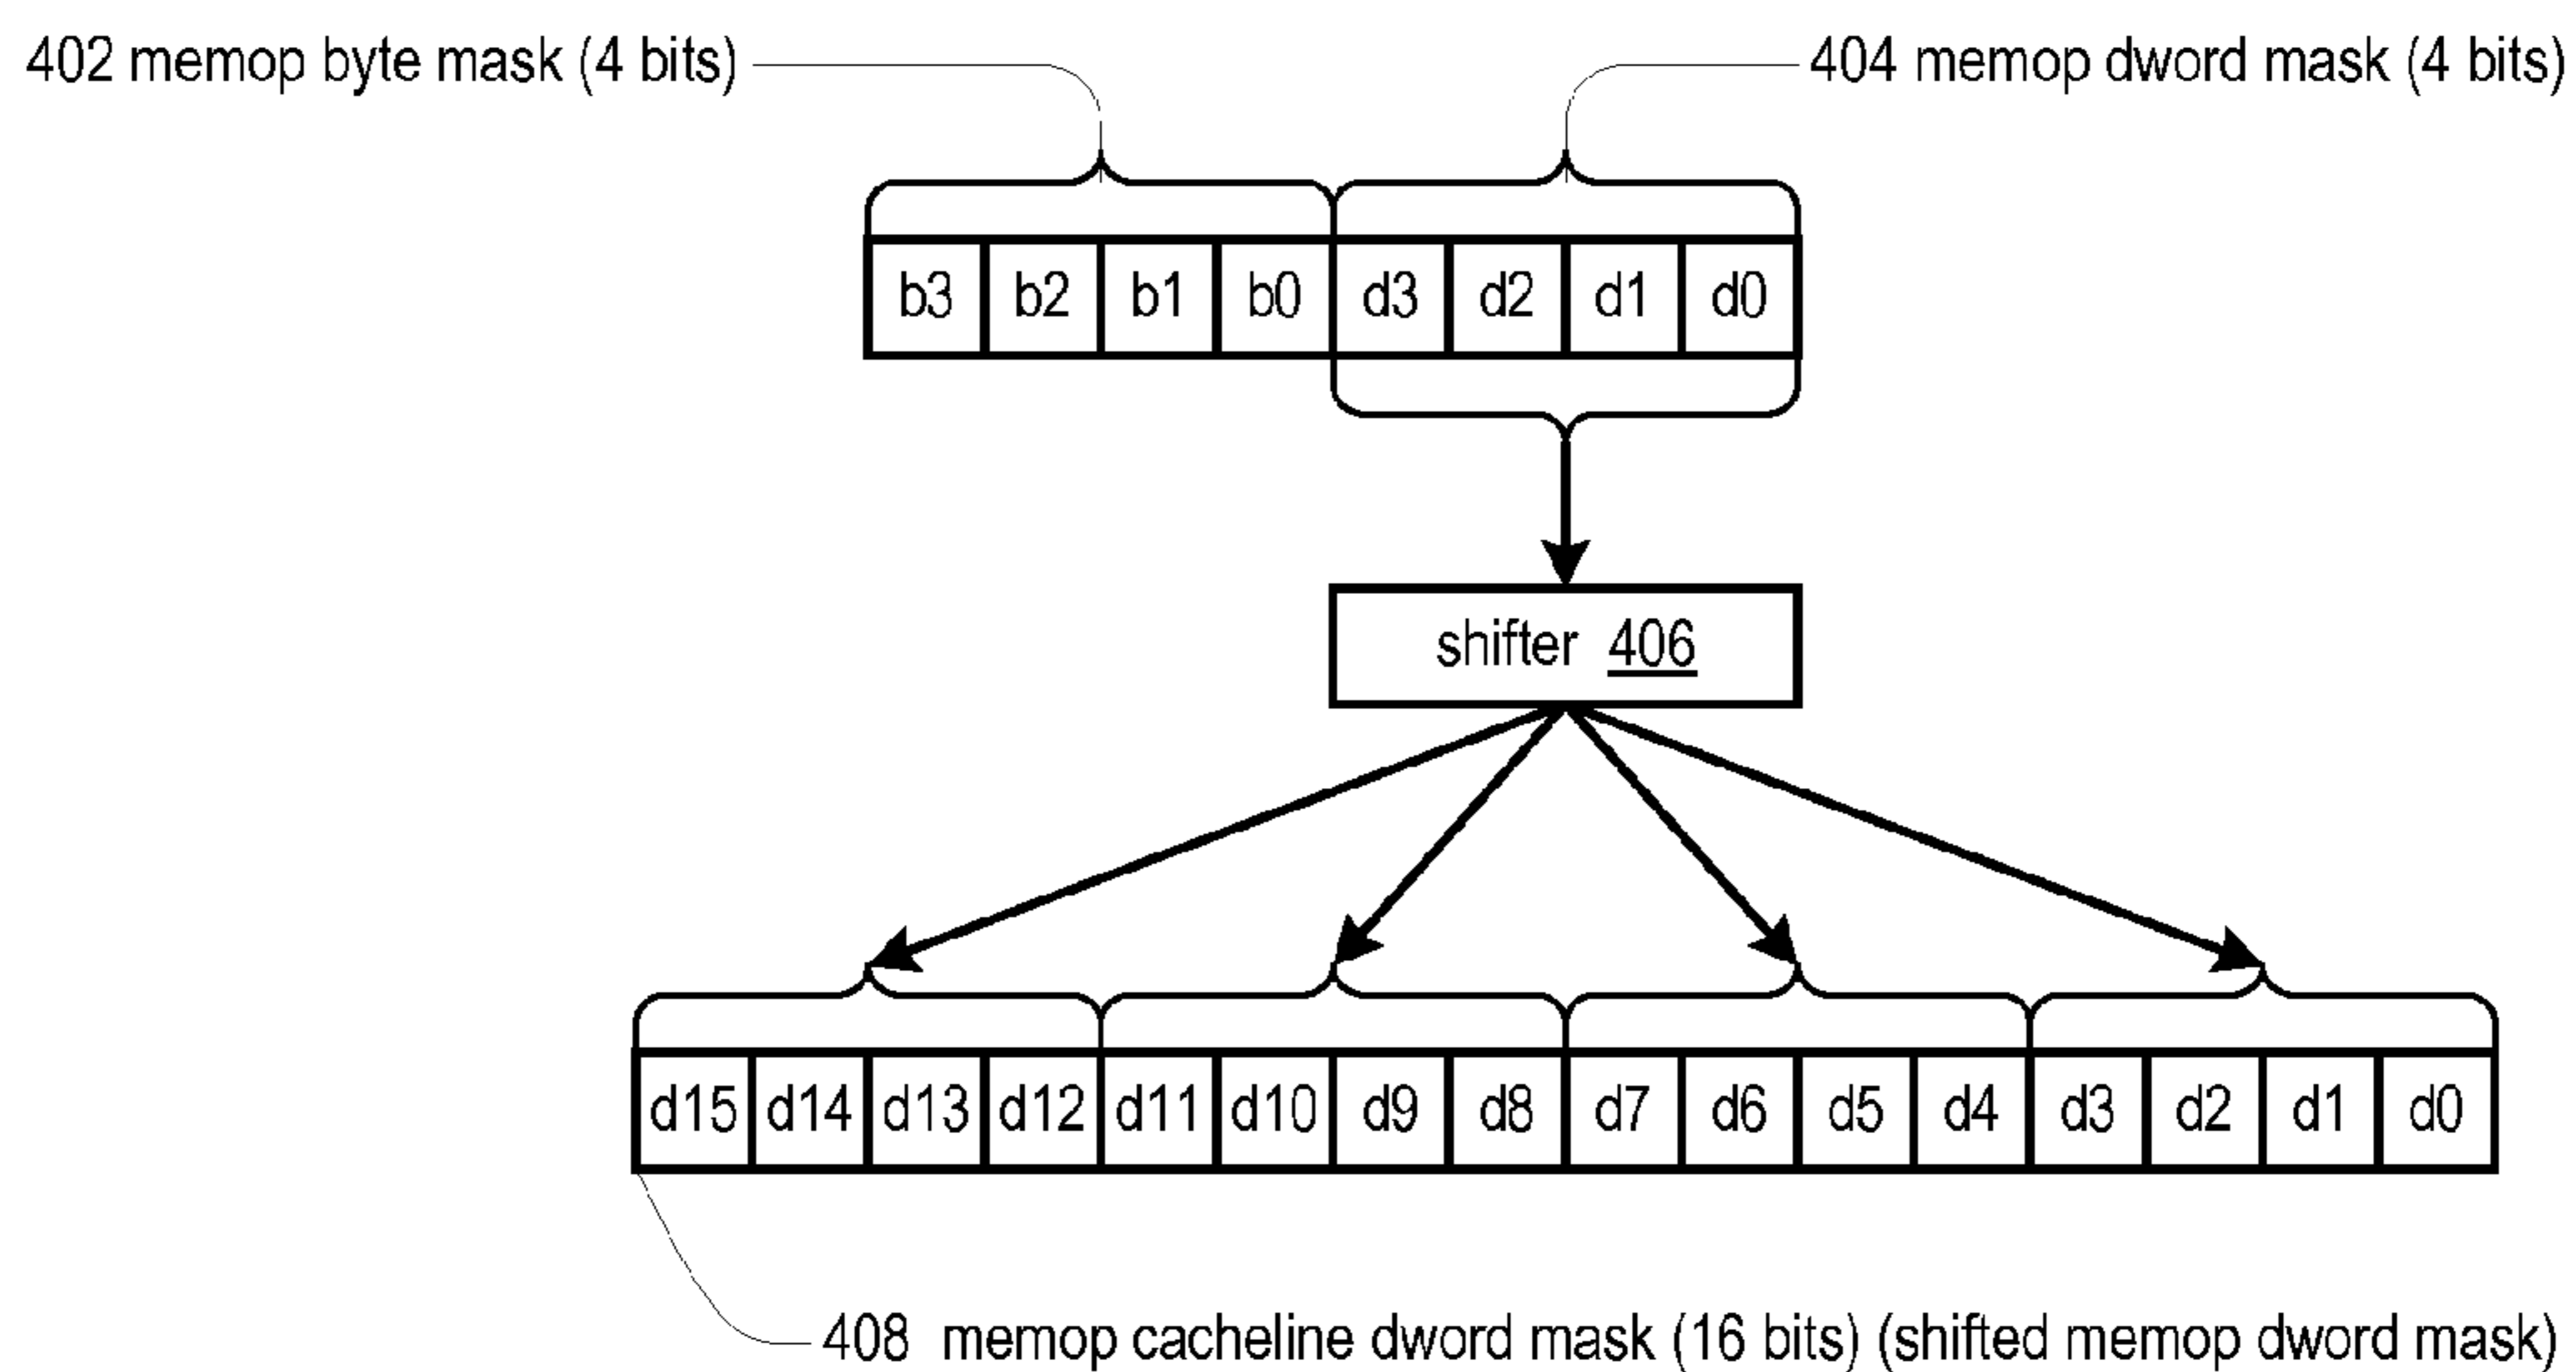 402 memop byte mask (4 bits) 404 memop dword mask (4 bits)
b3 b2 b1 b0 d3 d2 d1 d0
shifter 406
d15 d14 d13 d12 d11 d10 d9 d8 d7 d6 d5 d4 d3 d2 d1 d0
408 memop cacheline dword mask (16 bits) (shifted memop dword mask)